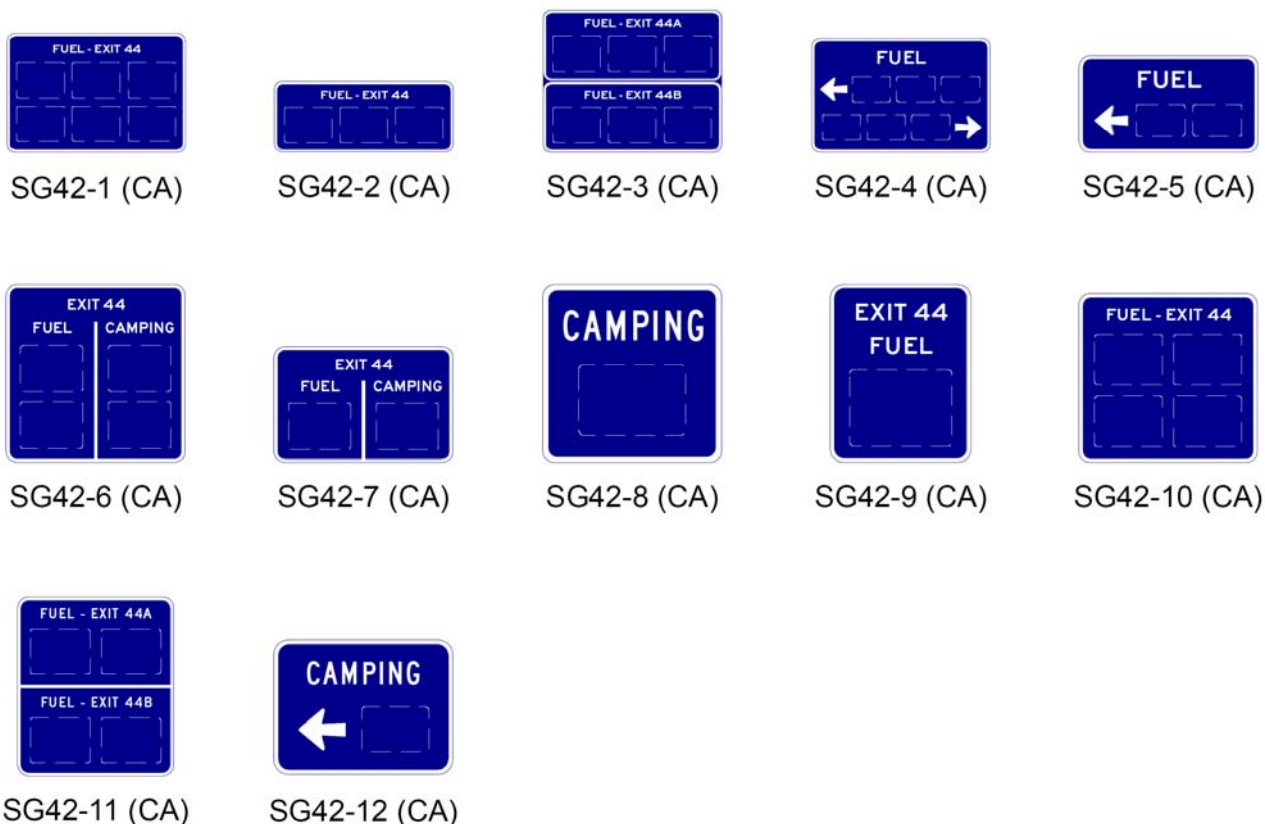 FUEL - EXIT 44
SG42-1 (CA)
FUEL - EXIT 44
SG42-2 (CA)
FUEL - EXIT 44A
FUEL - EXIT 44B
SG42-3 (CA)
FUEL
SG42-4 (CA)
FUEL
SG42-5 (CA)
EXIT 44
FUEL CAMPING
SG42-6 (CA)
EXIT 44
FUEL CAMPING
SG42-7 (CA)
CAMPING
SG42-8 (CA)
EXIT 44
FUEL
SG42-9 (CA)
FUEL - EXIT 44
SG42-10 (CA)
FUEL - EXIT 44A
FUEL - EXIT 44B
SG42-11 (CA)
CAMPING
SG42-12 (CA)